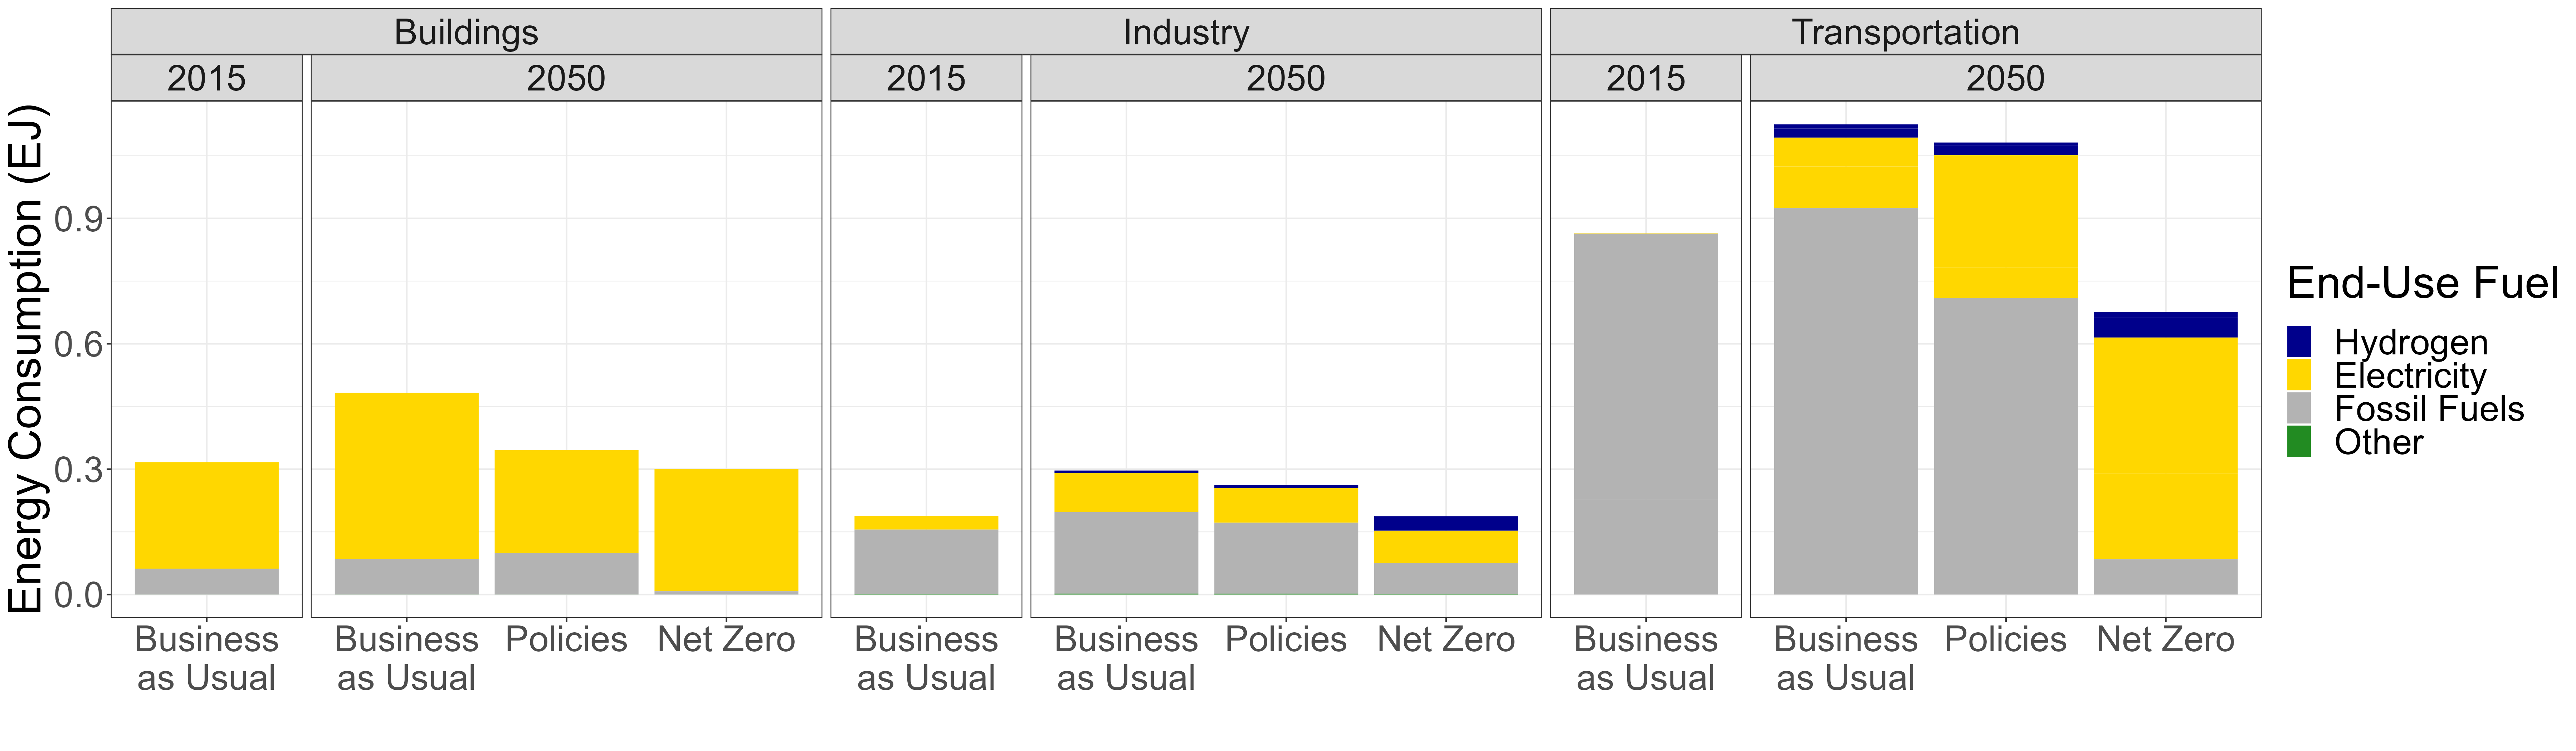 Buildings
Industry
Transportation
2015
2050
2015
2050
2015
2050
Energy Consumption (EJ)
0.9
0.6
0.3
0.0
Business
as Usual
Business
as Usual
Policies
Net Zero
Business
as Usual
Business
as Usual
Policies
Net Zero
Business
as Usual
Business
as Usual
Policies
Net Zero
End-Use Fuel
Hydrogen
Electricity
Fossil Fuels
Other